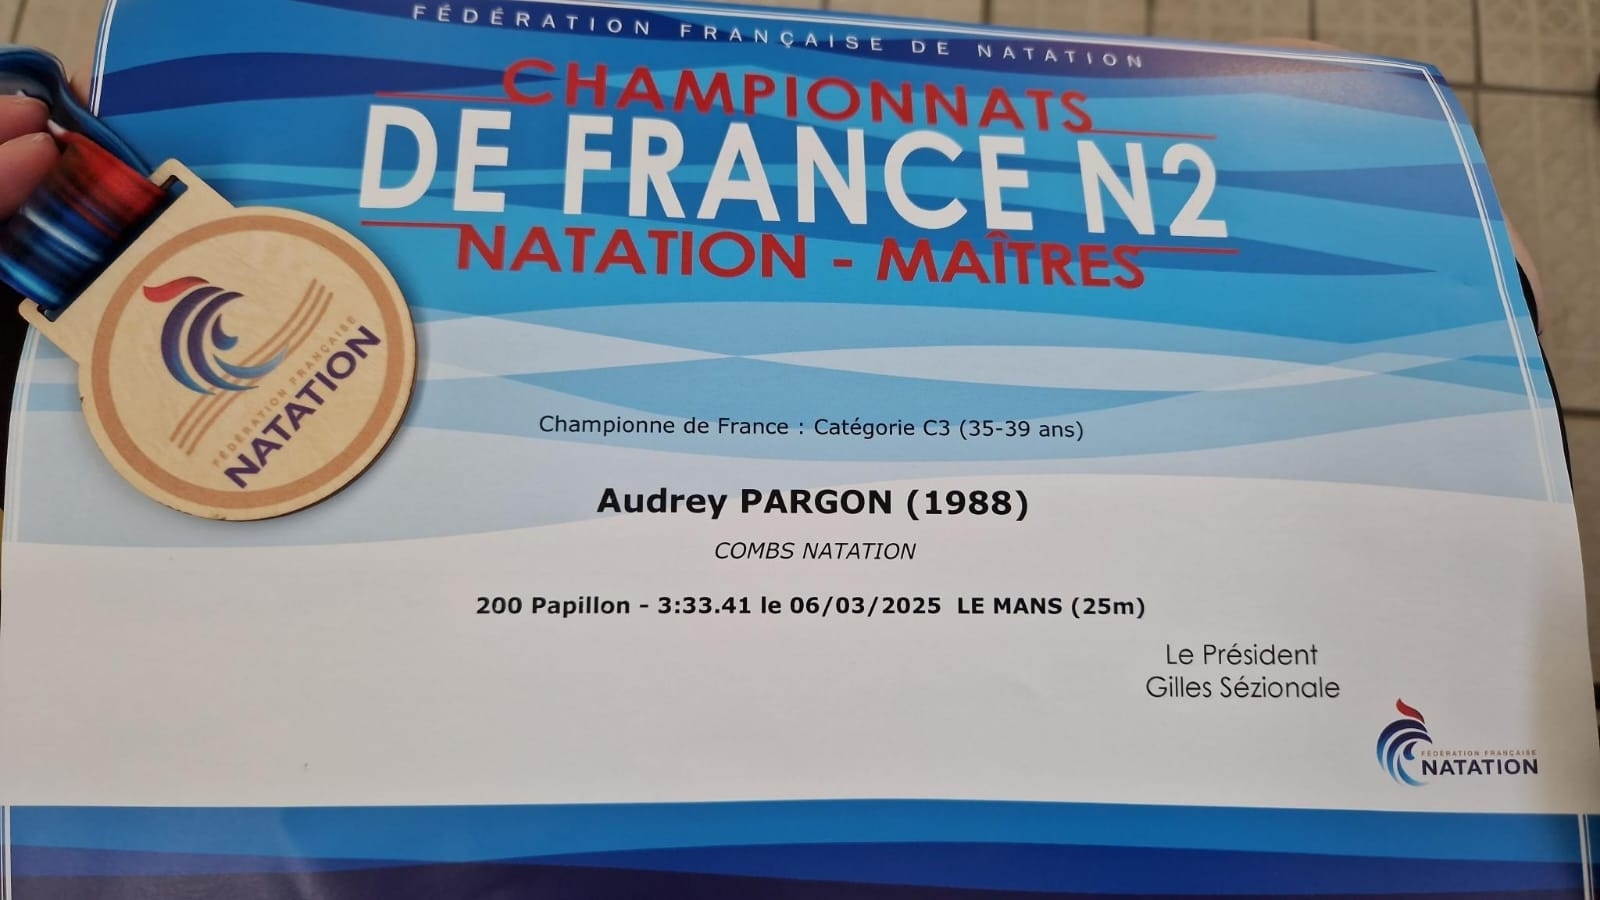 FÉDÉRATION FRANÇAISE DE NATATION
CHAMPIONNATS
DE FRANCE N2
NATATION - MAÎTRES
FÉDÉRATION FRANÇAISE
NATATION
Championne de France : Catégorie C3 (35-39 ans)
Audrey PARGON (1988)
COMBS NATATION
200 Papillon - 3:33.41 le 06/03/2025 LE MANS (25m)
Le Président
Gilles Sézionale
FÉDÉRATION FRANÇAISE
NATATION